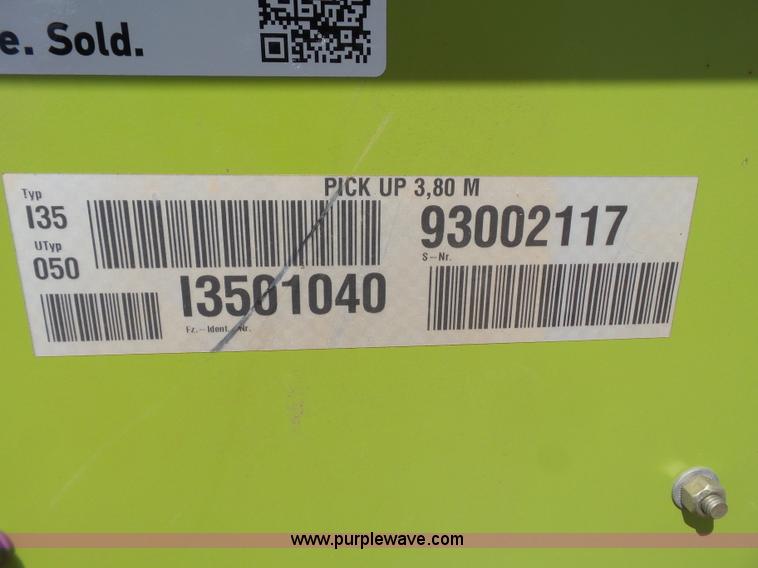 e. Sold.
Typ
PICK UP 3,80 M
I35
93002117
UTyp
S-Nr.
050
I3501040
Fz.-Ident.-Nr.
www.purplewave.com